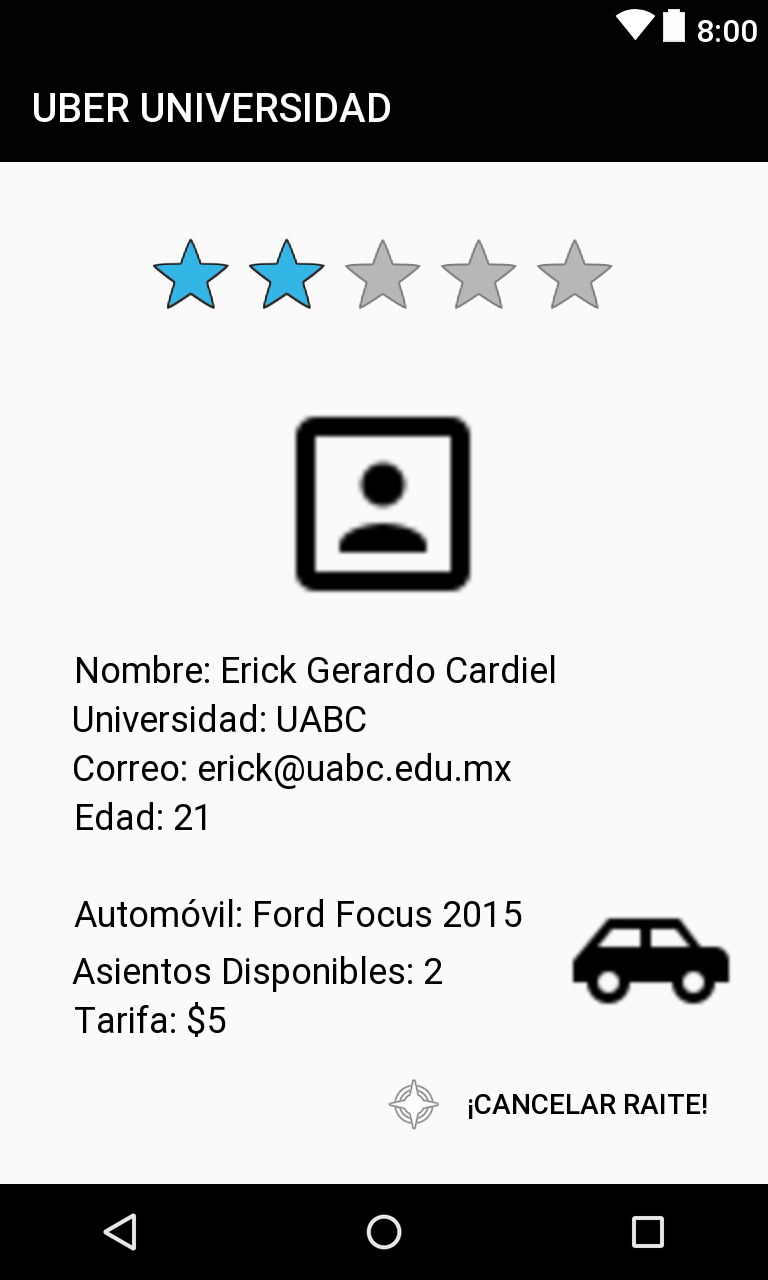 8:00
UBER UNIVERSIDAD
Nombre: Erick Gerardo Cardiel
Universidad: UABC
Correo: erick@uabc.edu.mx
Edad: 21
Automóvil: Ford Focus 2015
Asientos Disponibles: 2
Tarifa: $5
¡CANCELAR RAITE!